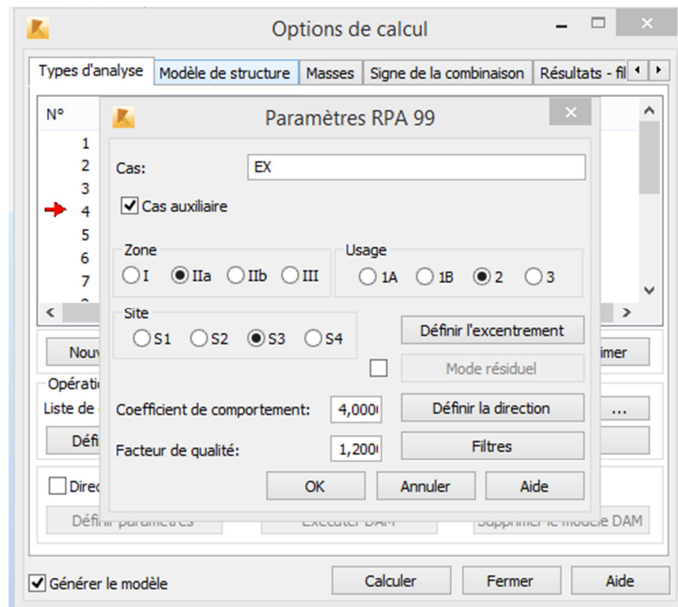 Options de calcul
Types d'analyse Modèle de structure Masses Signe de la combinaison Résultats - fil
N°
1
2
3
4
5
6
7
Paramètres RPA 99
Cas: EX
Cas auxiliaire
Zone
I IIa IIb III
Usage
1A 1B 2 3
Site
S1 S2 S3 S4
Définir l'excentrement
Mode résiduel
Coefficient de comportement: 4,000
Définir la direction
Facteur de qualité: 1,200
Filtres
OK Annuler Aide
Nouv
imer
Opérati
Liste de
...
Défi
Direc
Définir paramètres Exécuter DAM Supprimer le modèle DAM
Générer le modèle Calculer Fermer Aide